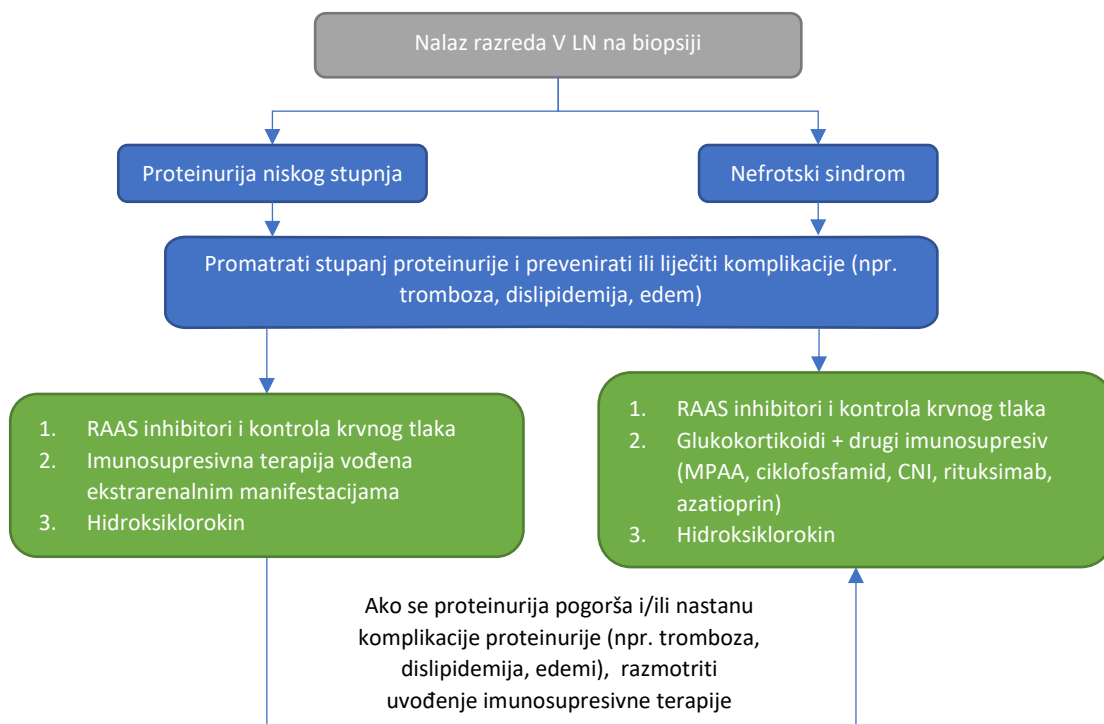 Nalaz razreda V LN na biopsiji
Proteinurija niskog stupnja
Nefrotski sindrom
Promatrati stupanj proteinurije i prevenirati ili liječiti komplikacije (npr.
tromboza, dislipidemija, edem)
1. RAAS inhibitori i kontrola krvnog tlaka
2. Imunosupresivna terapija vođena
ekstrarenalnim manifestacijama
3. Hidroksiklorokin
1. RAAS inhibitori i kontrola krvnog tlaka
2. Glukokortikoidi + drugi imunosupresiv
(MPAA, ciklofosfamid, CNI, rituksimab,
azatioprin)
3. Hidroksiklorokin
Ako se proteinurija pogorša i/ili nastanu
komplikacije proteinurije (npr. tromboza,
dislipidemija, edemi), razmotriti
uvođenje imunosupresivne terapije